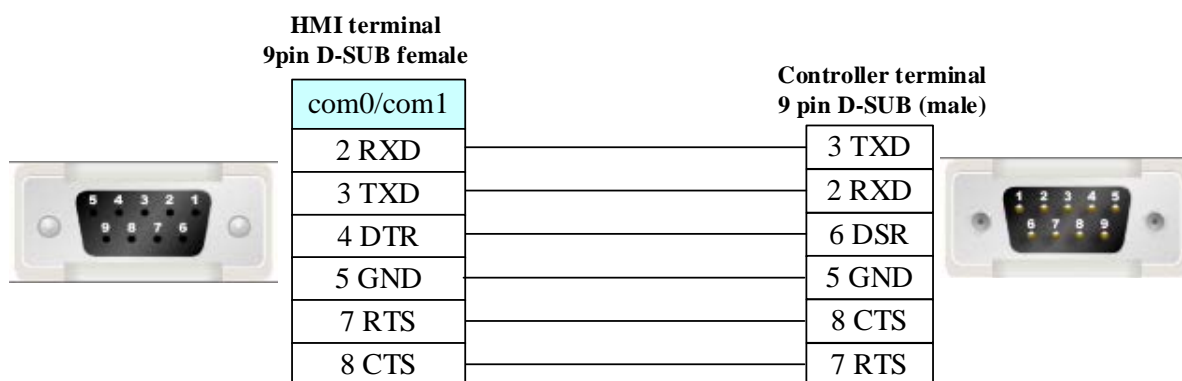 HMI terminal
9pin D-SUB female
Controller terminal
9 pin D-SUB (male)
com0/com1
2 RXD
3 TXD
3 TXD
2 RXD
4 DTR
6 DSR
5 GND
5 GND
7 RTS
8 CTS
8 CTS
7 RTS
5 4 3 2 1
9 8 7 6
1 2 3 4 5
6 7 8 9